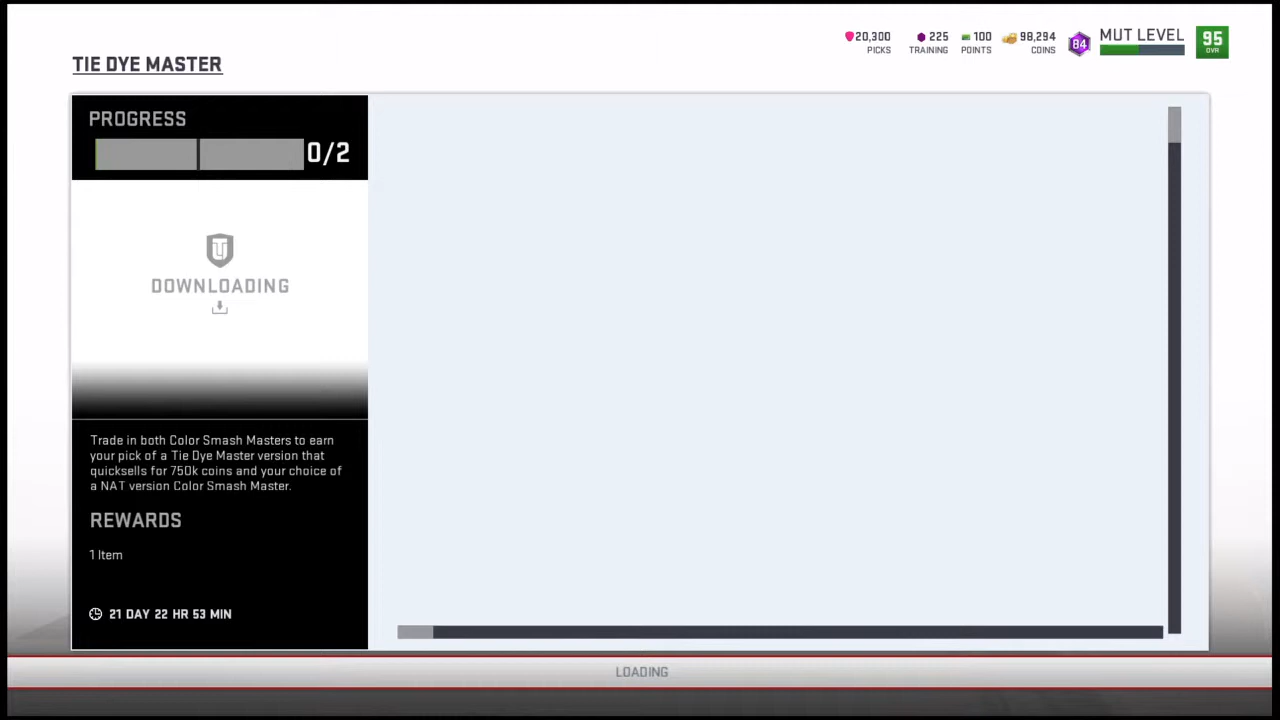 TIE DYE MASTER
20,300 PICKS
225 TRAINING
100 POINTS
98,294 COINS
84
MUT LEVEL
95 OVR
PROGRESS
0/2
DOWNLOADING
Trade in both Color Smash Masters to earn
your pick of a Tie Dye Master version that
quicksells for 750k coins and your choice of
a NAT version Color Smash Master.
REWARDS
1 Item
21 DAY 22 HR 53 MIN
LOADING